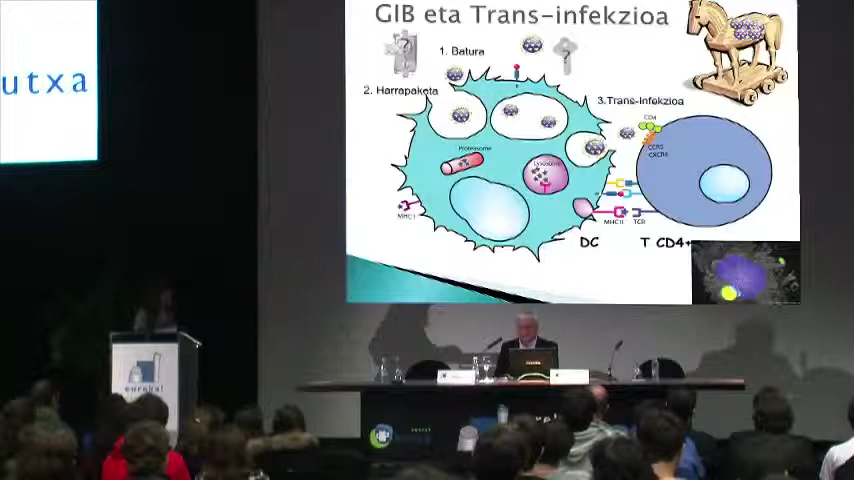 utxa
GIB eta Trans-infekzioa
1. Batura
2. Harrapaketa
3.Trans-Infekzioa
CD4
CCR5
CXCR4
Proteasome
Lysosome
MHC I
MHC II
TCR
DC
T CD4+
eureka!